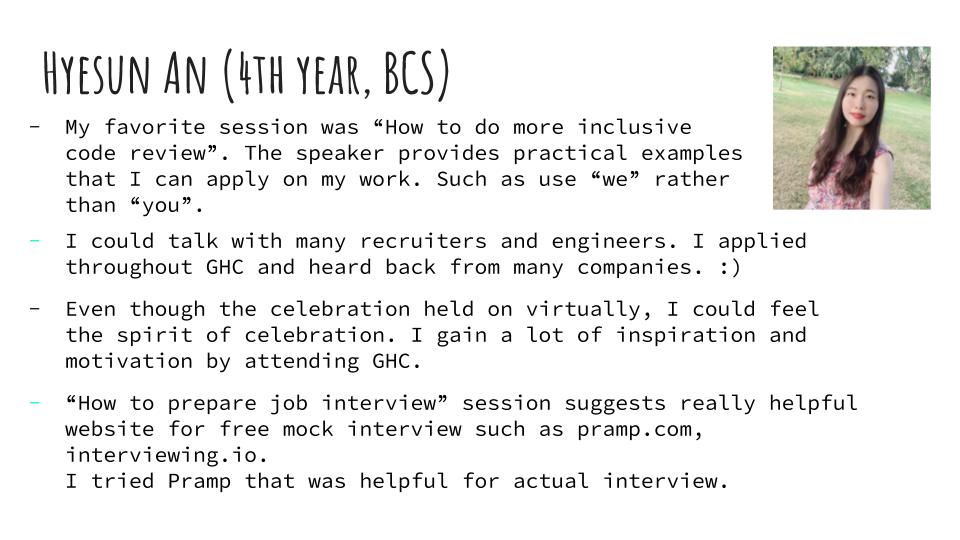 Hyesun An (4th year, BCS)
- My favorite session was “How to do more inclusive
code review”. The speaker provides practical examples
that I can apply on my work. Such as use “we” rather
than “you”.
- I could talk with many recruiters and engineers. I applied
throughout GHC and heard back from many companies. :)
- Even though the celebration held on virtually, I could feel
the spirit of celebration. I gain a lot of inspiration and
motivation by attending GHC.
- “How to prepare job interview” session suggests really helpful
website for free mock interview such as pramp.com,
interviewing.io.
I tried Pramp that was helpful for actual interview.